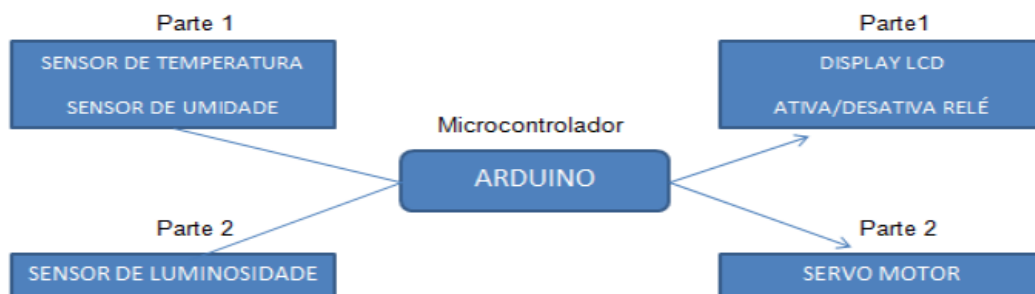 Parte 1
SENSOR DE TEMPERATURA
SENSOR DE UMIDADE
Parte 2
SENSOR DE LUMINOSIDADE
Microcontrolador
ARDUINO
Parte1
DISPLAY LCD
ATIVA/DESATIVA RELÉ
Parte 2
SERVO MOTOR